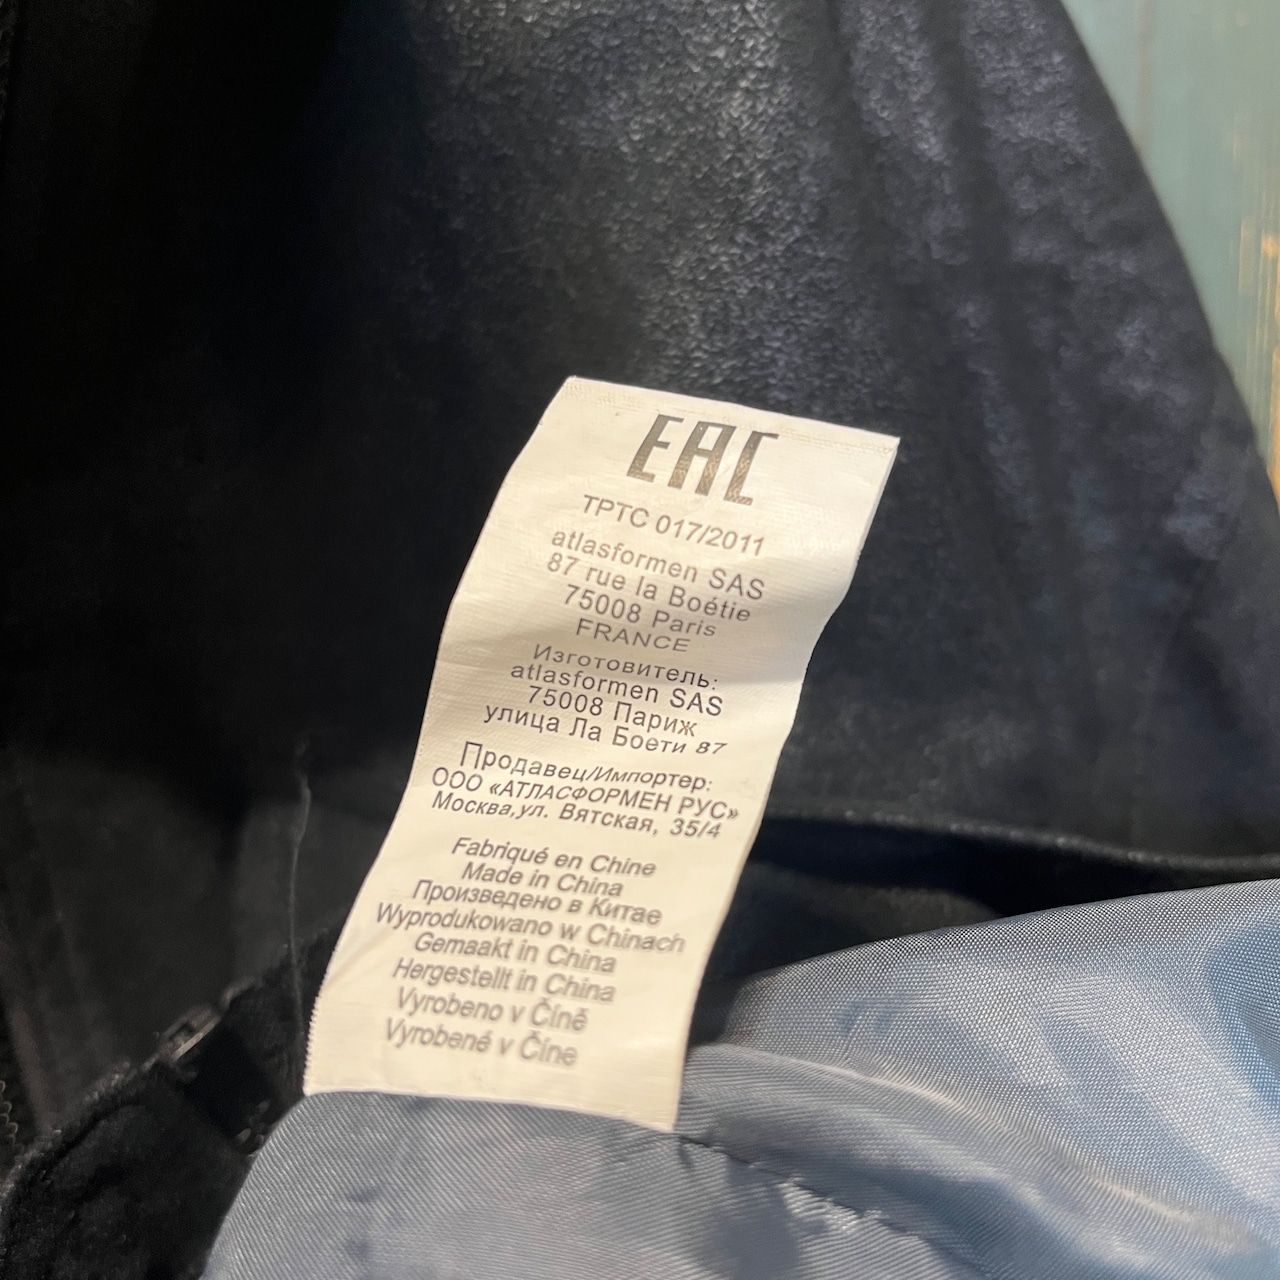 EAC
ТРТС 017/2011
atlasformen SAS
87 rue la Boétie
75008 Paris
FRANCE
Изготовитель:
atlasformen SAS
75008 Париж
улица Ла Боети 87
Продавец/Импортер:
ООО «АТЛАСФОРМЕН РУС»
Москва,ул. Вятская, 35/4
Fabriqué en Chine
Made in China
Произведено в Китае
Wyprodukowano w Chinach
Gemaakt in China
Hergestellt in China
Vyrobeno v Číně
Vyrobené v Číne